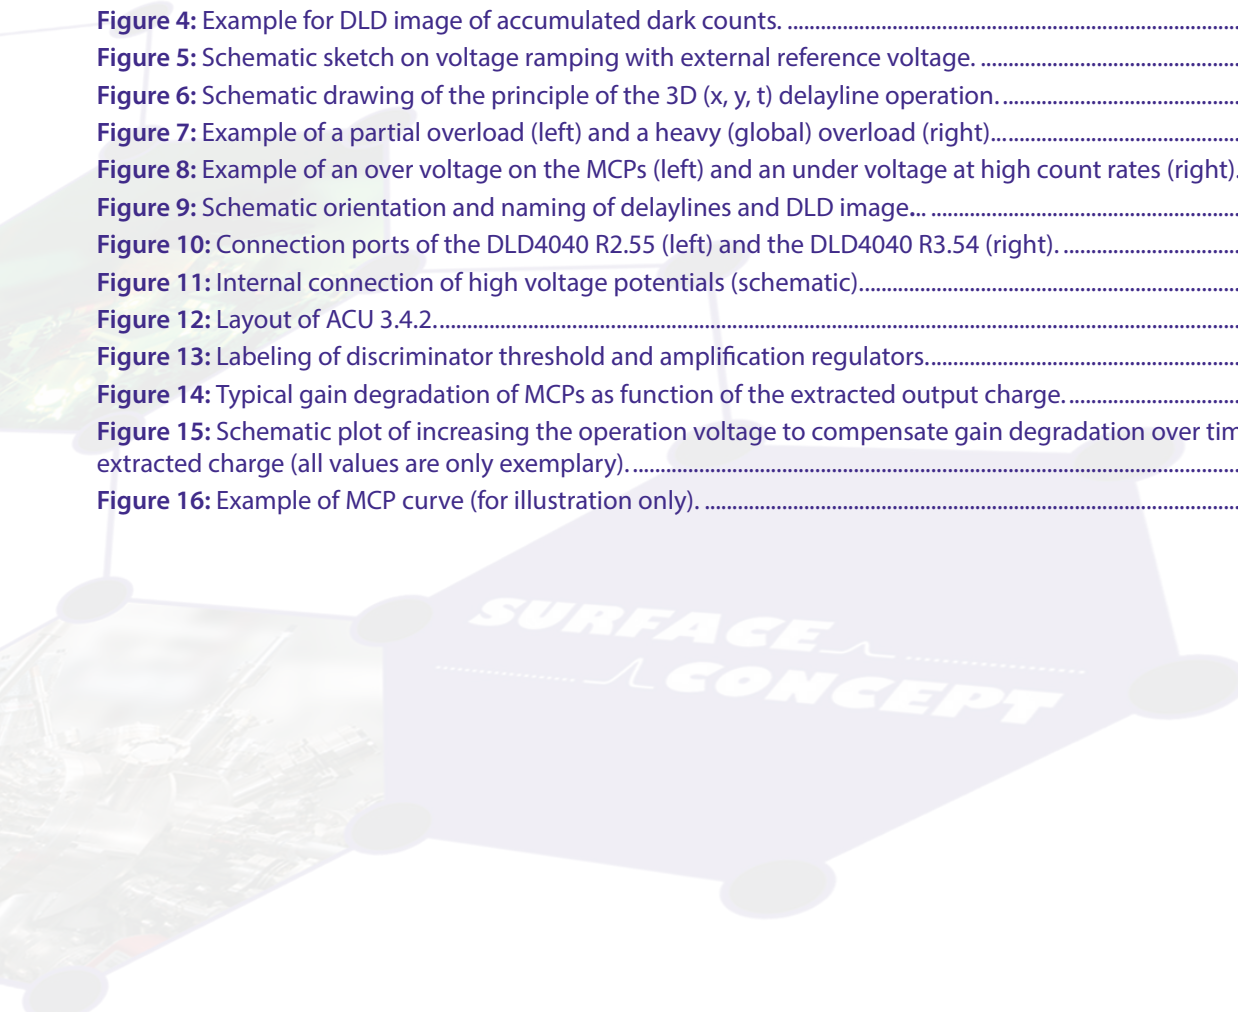 Figure 4: Example for DLD image of accumulated dark counts. ..........................................................................................
Figure 5: Schematic sketch on voltage ramping with external reference voltage. ....................................................
Figure 6: Schematic drawing of the principle of the 3D (x, y, t) delayline operation. ................................................
Figure 7: Example of a partial overload (left) and a heavy (global) overload (right)..................................................
Figure 8: Example of an over voltage on the MCPs (left) and an under voltage at high count rates (right).
Figure 9: Schematic orientation and naming of delaylines and DLD image... ..............................................................
Figure 10: Connection ports of the DLD4040 R2.55 (left) and the DLD4040 R3.54 (right). ...................................
Figure 11: Internal connection of high voltage potentials (schematic)............................................................................
Figure 12: Layout of ACU 3.4.2. ...................................................................................................................................
Figure 13: Labeling of discriminator threshold and amplification regulators. ..............................................................
Figure 14: Typical gain degradation of MCPs as function of the extracted output charge. ..................................
Figure 15: Schematic plot of increasing the operation voltage to compensate gain degradation over
extracted charge (all values are only exemplary). ....................................................................................................
Figure 16: Example of MCP curve (for illustration only). ........................................................................................
SURFACE
CONCEPT